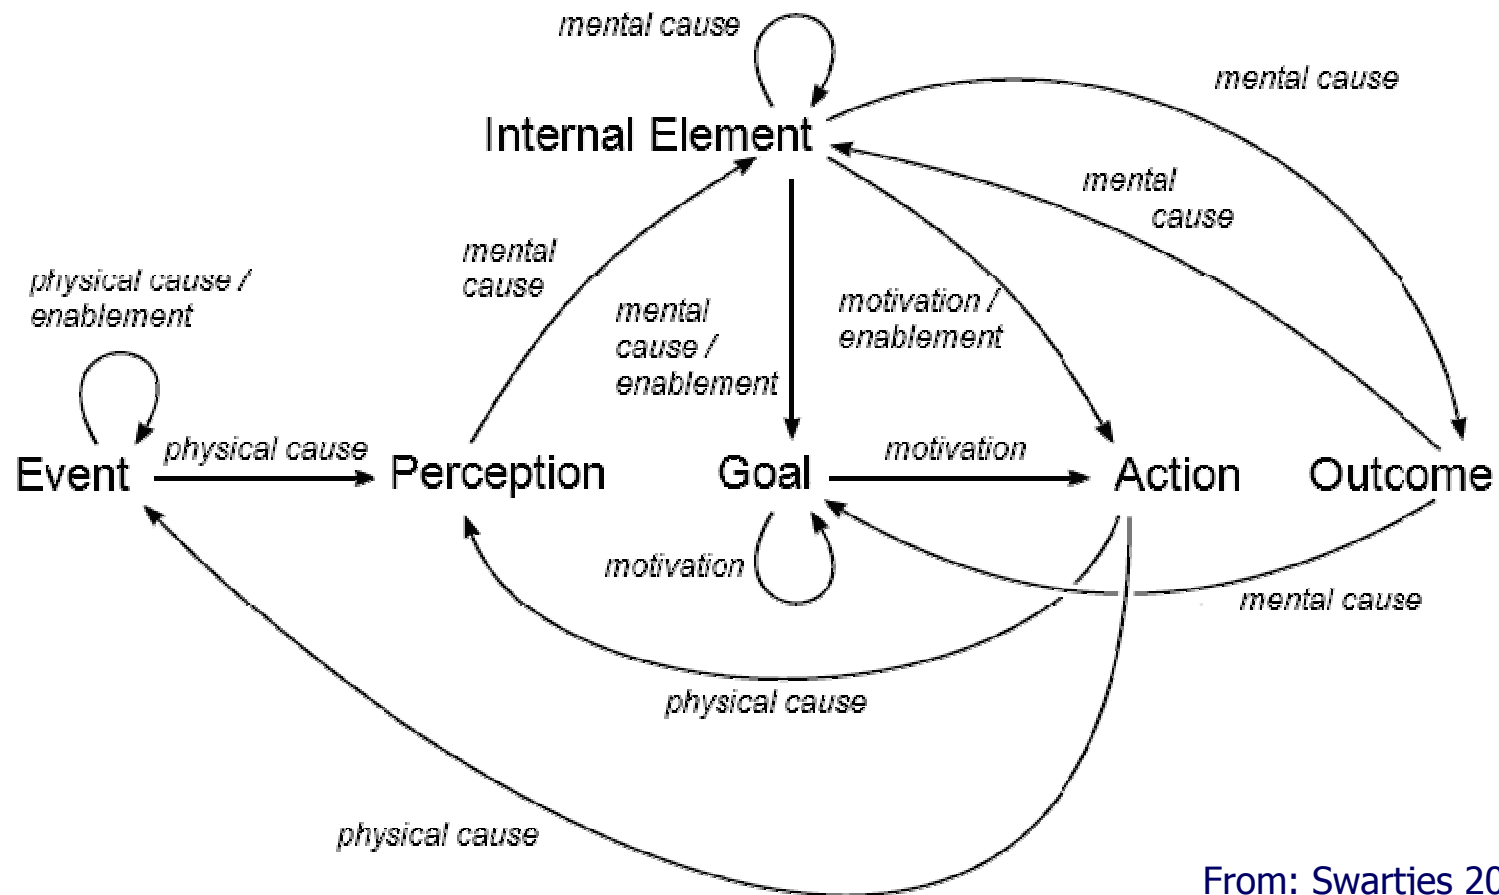 mental cause
mental cause
Internal Element
mental
cause
mental
cause
physical cause /
enablement
mental
cause /
enablement
motivation /
enablement
physical cause
motivation
Event
Perception
Goal
Action
Outcome
motivation
mental cause
physical cause
physical cause
From: Swartjes 20